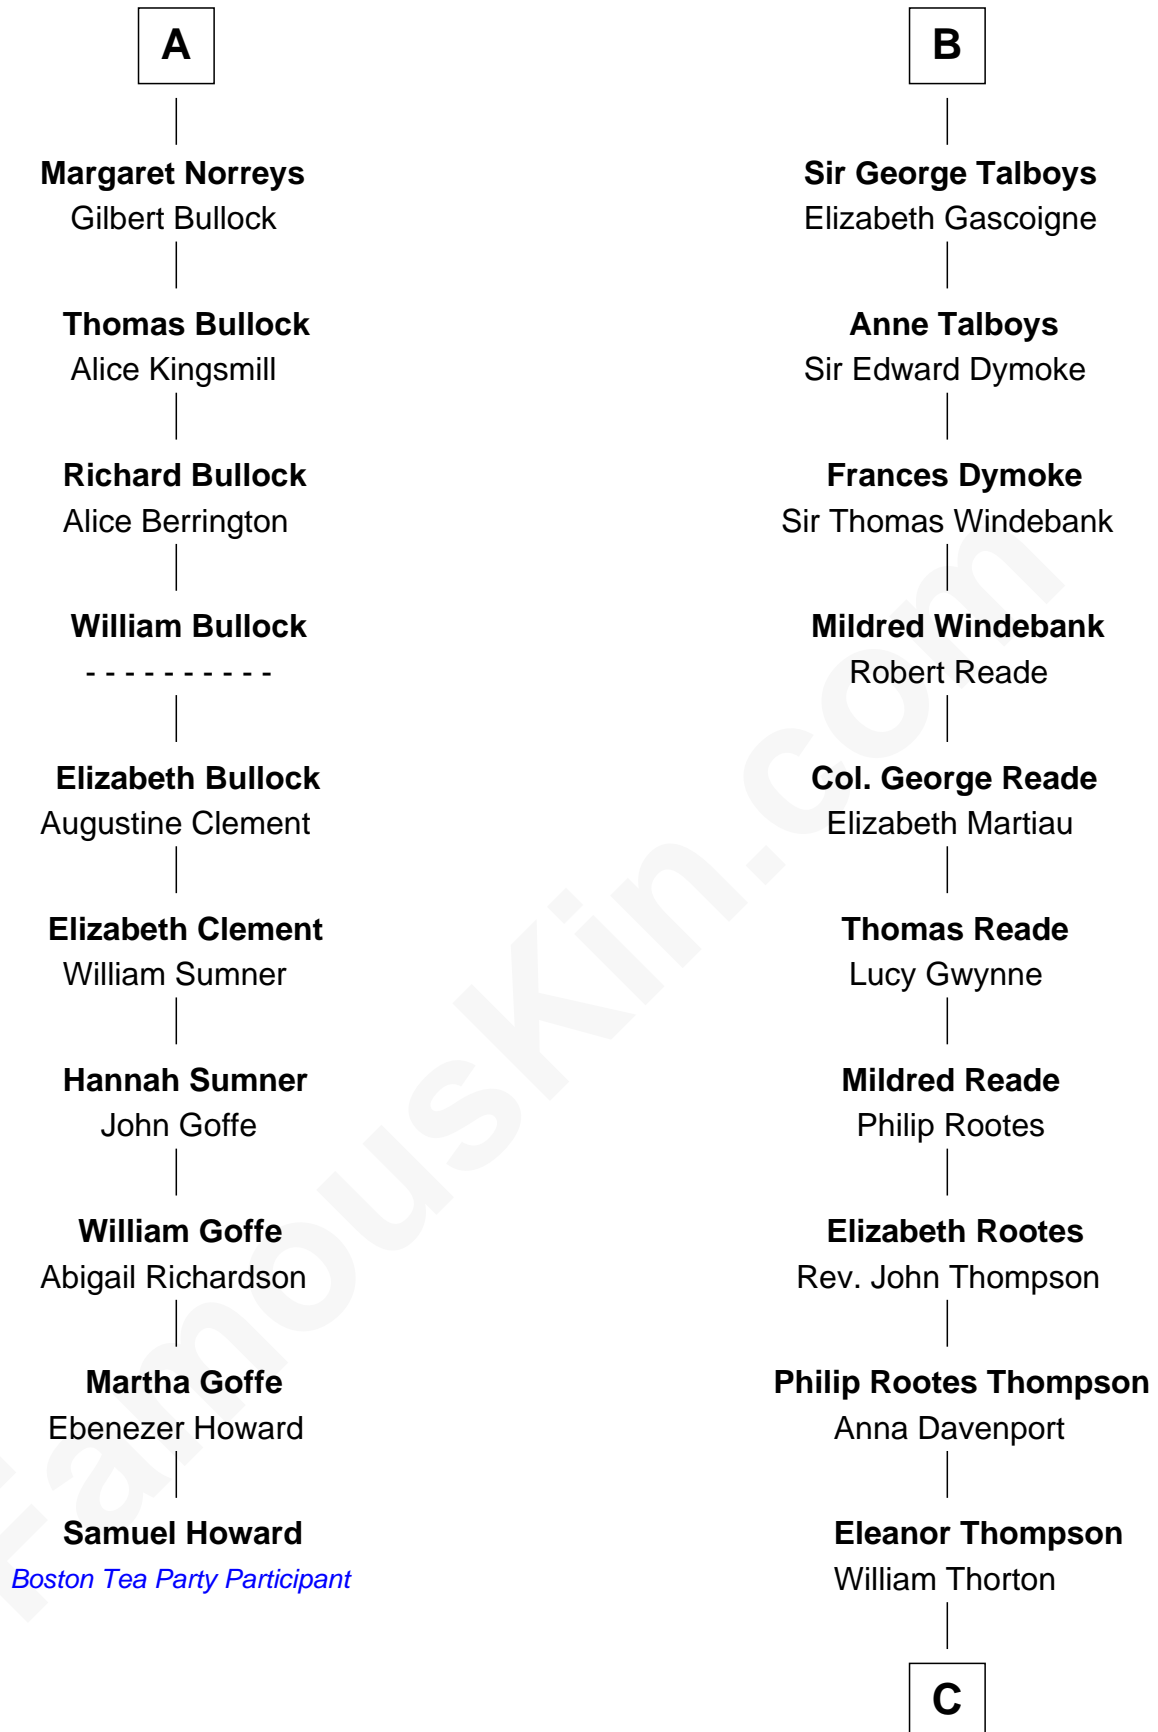 A
Margaret Norreys
Gilbert Bullock
Thomas Bullock
Alice Kingsmill
Richard Bullock
Alice Berrington
William Bullock
- - - - - - - - - -
Elizabeth Bullock
Augustine Clement
Elizabeth Clement
William Sumner
Hannah Sumner
John Goffe
William Goffe
Abigail Richardson
Martha Goffe
Ebenezer Howard
Samuel Howard
Boston Tea Party Participant
B
Sir George Talboys
Elizabeth Gascoigne
Anne Talboys
Sir Edward Dymoke
Frances Dymoke
Sir Thomas Windebank
Mildred Windebank
Robert Reade
Col. George Reade
Elizabeth Martiau
Thomas Reade
Lucy Gwynne
Mildred Reade
Philip Rootes
Elizabeth Rootes
Rev. John Thompson
Philip Rootes Thompson
Anna Davenport
Eleanor Thompson
William Thorton
C
FamousKin.com